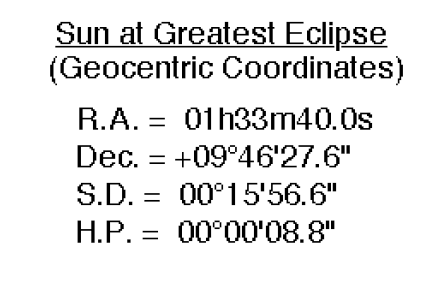 Sun at Greatest Eclipse
(Geocentric Coordinates)
R.A. = 01h33m40.0s
Dec. = +09°46'27.6"
S.D. = 00°15'56.6"
H.P. = 00°00'08.8"